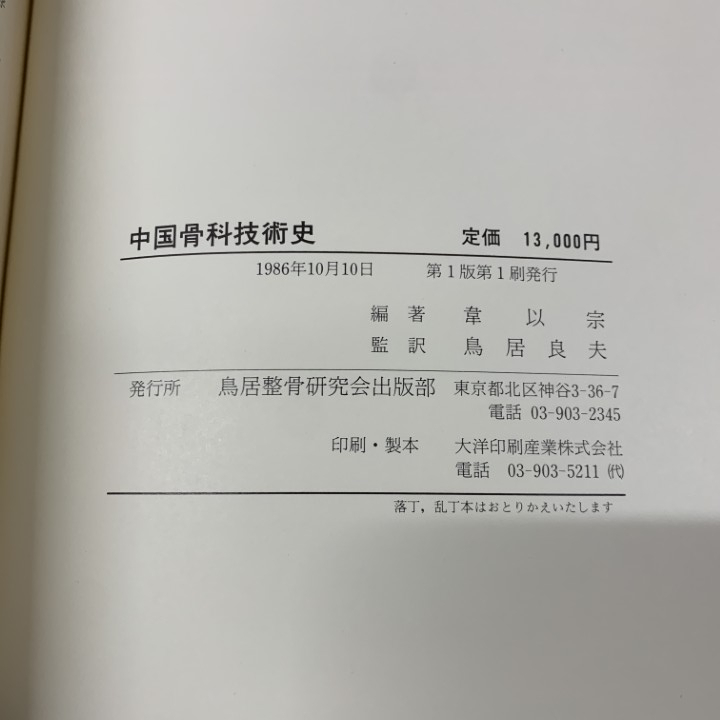 中国骨科技術史 定価 13,000円
1986年10月10日 第1版第1刷発行
編著 韋以宗
監訳 鳥居良夫
発行所 鳥居整骨研究会出版部 東京都北区神谷3-36-7
電話 03-903-2345
印刷・製本 大洋印刷産業株式会社
電話 03-903-5211 ㈹
落丁，乱丁本はおとりかえいたします